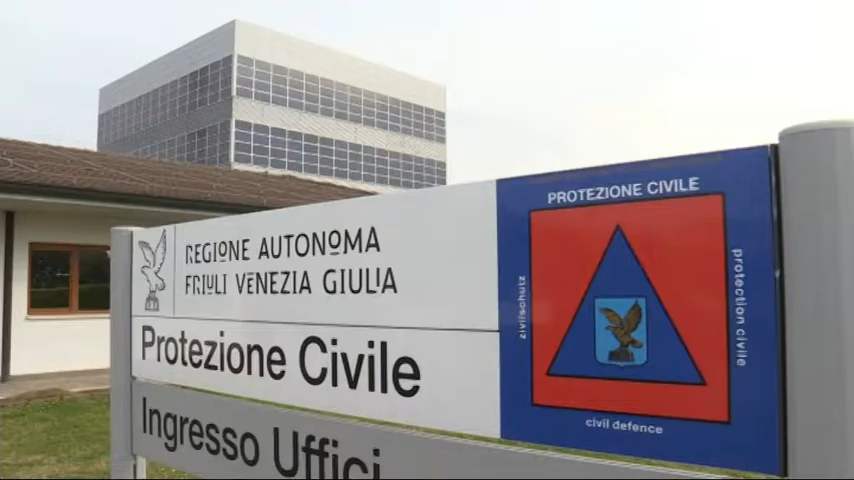 REGIONE AUTONOMA
FRIULI VENEZIA GIULIA
Protezione Civile
Ingresso Uffici
PROTEZIONE CIVILE
zivilschutz
protection civile
civil defence